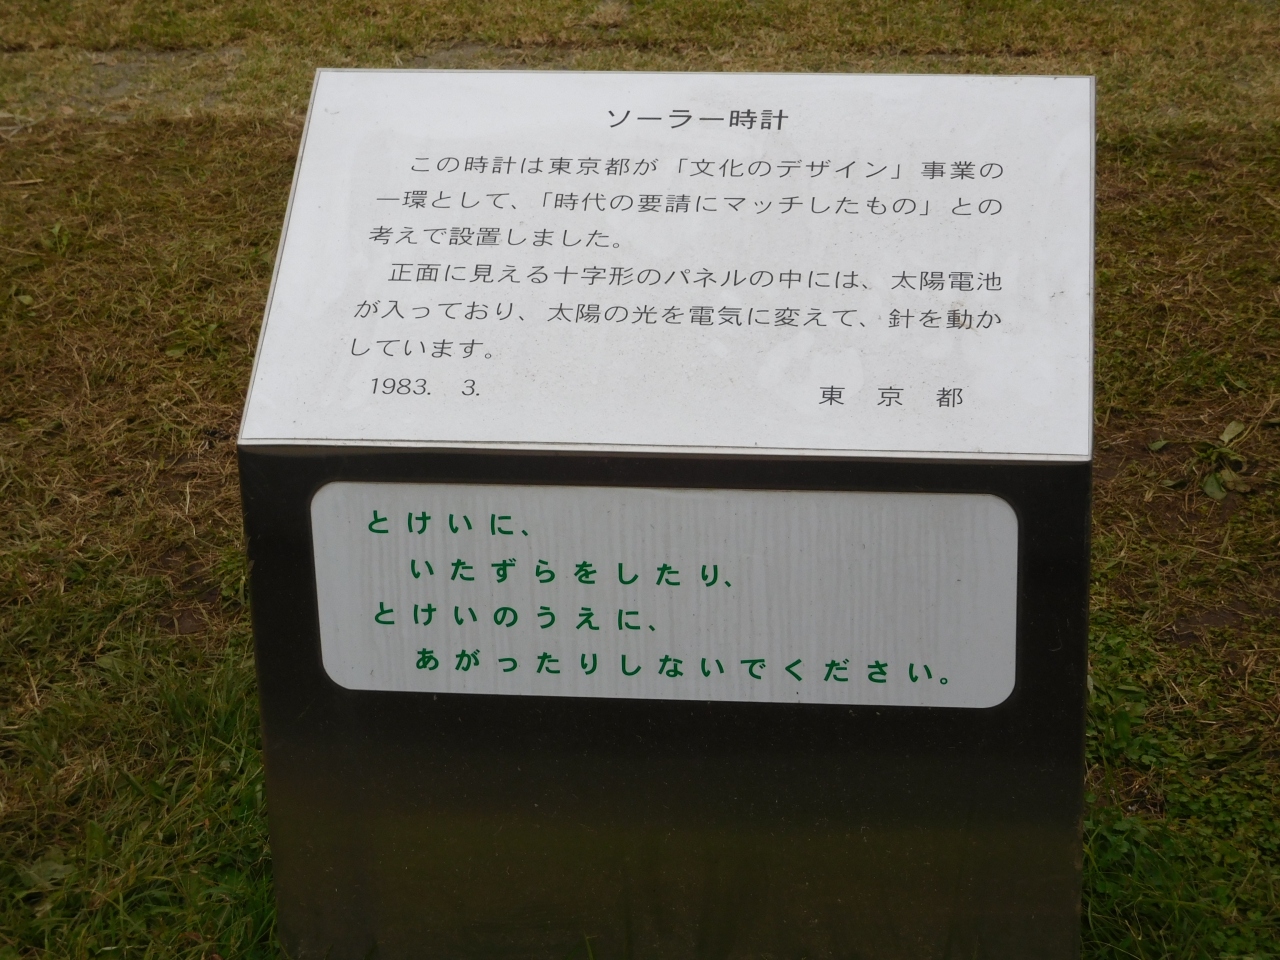 ソーラー時計
この時計は東京都が「文化のデザイン」事業の
一環として、「時代の要請にマッチしたもの」との
考えで設置しました。
正面に見える十字形のパネルの中には、太陽電池
が入っており、太陽の光を電気に変えて、針を動か
しています。
1983. 3. 東 京 都
とけいに、
いたずらをしたり、
とけいのうえに、
あがったりしないでください。